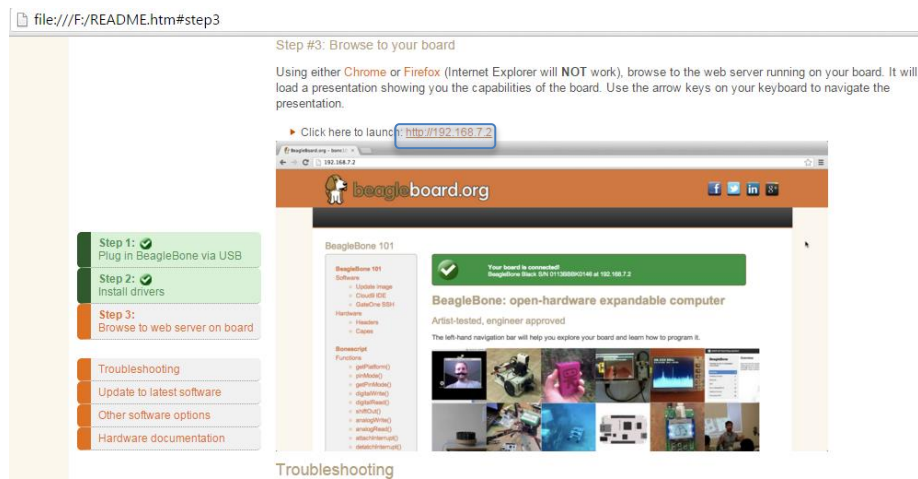 file:///F:/README.htm#step3
Step #3: Browse to your board
Using either Chrome or Firefox (Internet Explorer will NOT work), browse to the web server running on your board. It will
load a presentation showing you the capabilities of the board. Use the arrow keys on your keyboard to navigate the
presentation.
Click here to launch: http://192.168.7.2
192.168.7.2
beagleboard.org
BeagleBone 101
BeagleBone 101
Software
Update image
Cloud9 IDE
GateOne SSH
Hardware
Headers
Capes
Bonescript
Functions
getPlatform()
pinMode()
getPinMode()
digitalWrite()
digitalRead()
shiftOut()
analogWrite()
analogRead()
attachInterrupt()
detatchInterrupt()
Your board is connected!
BeagleBone: open-hardware expandable computer
Artist-tested, engineer approved
The left-hand navigation bar will help you explore your board and learn how to program it.
Step 1:
Plug in BeagleBone via USB
Step 2:
Install drivers
Step 3:
Browse to web server on board
Troubleshooting
Update to latest software
Other software options
Hardware documentation
Troubleshooting